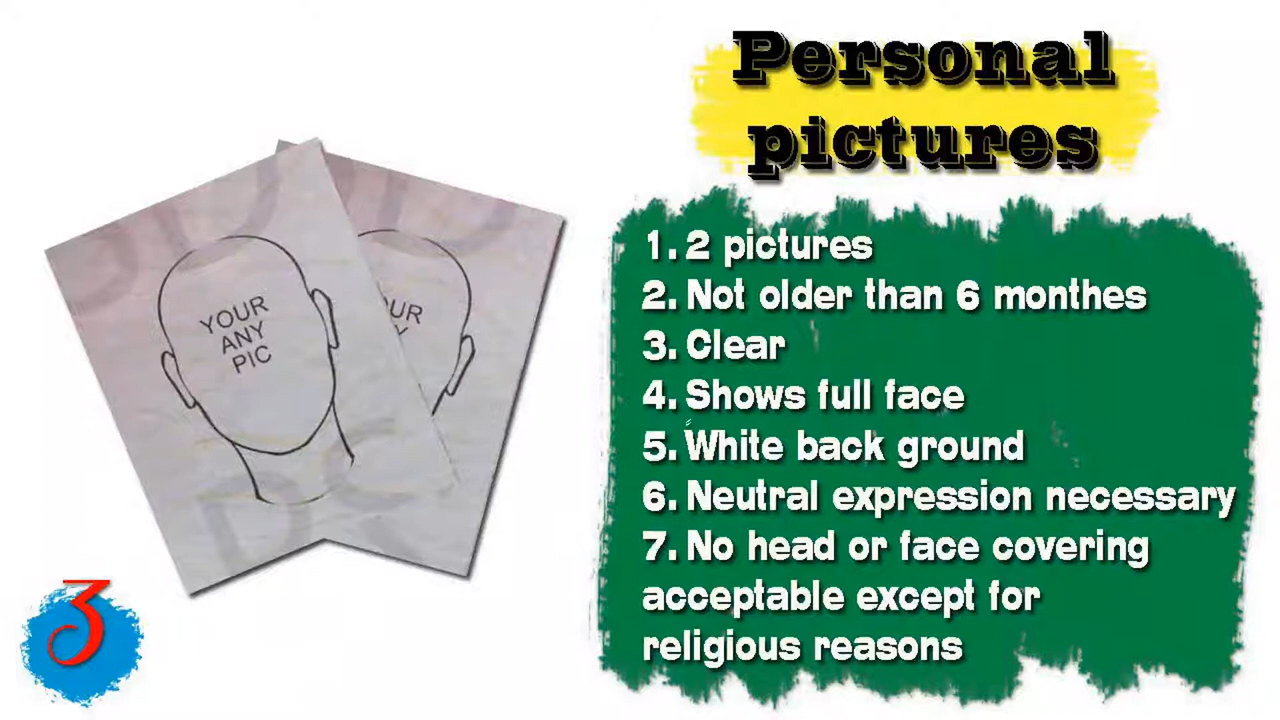 Personal
pictures
YOUR
ANY
PIC
1. 2 pictures
2. Not older than 6 monthes
3. Clear
4. Shows full face
5. White back ground
6. Neutral expression necessary
7. No head or face covering
acceptable except for
religious reasons
3